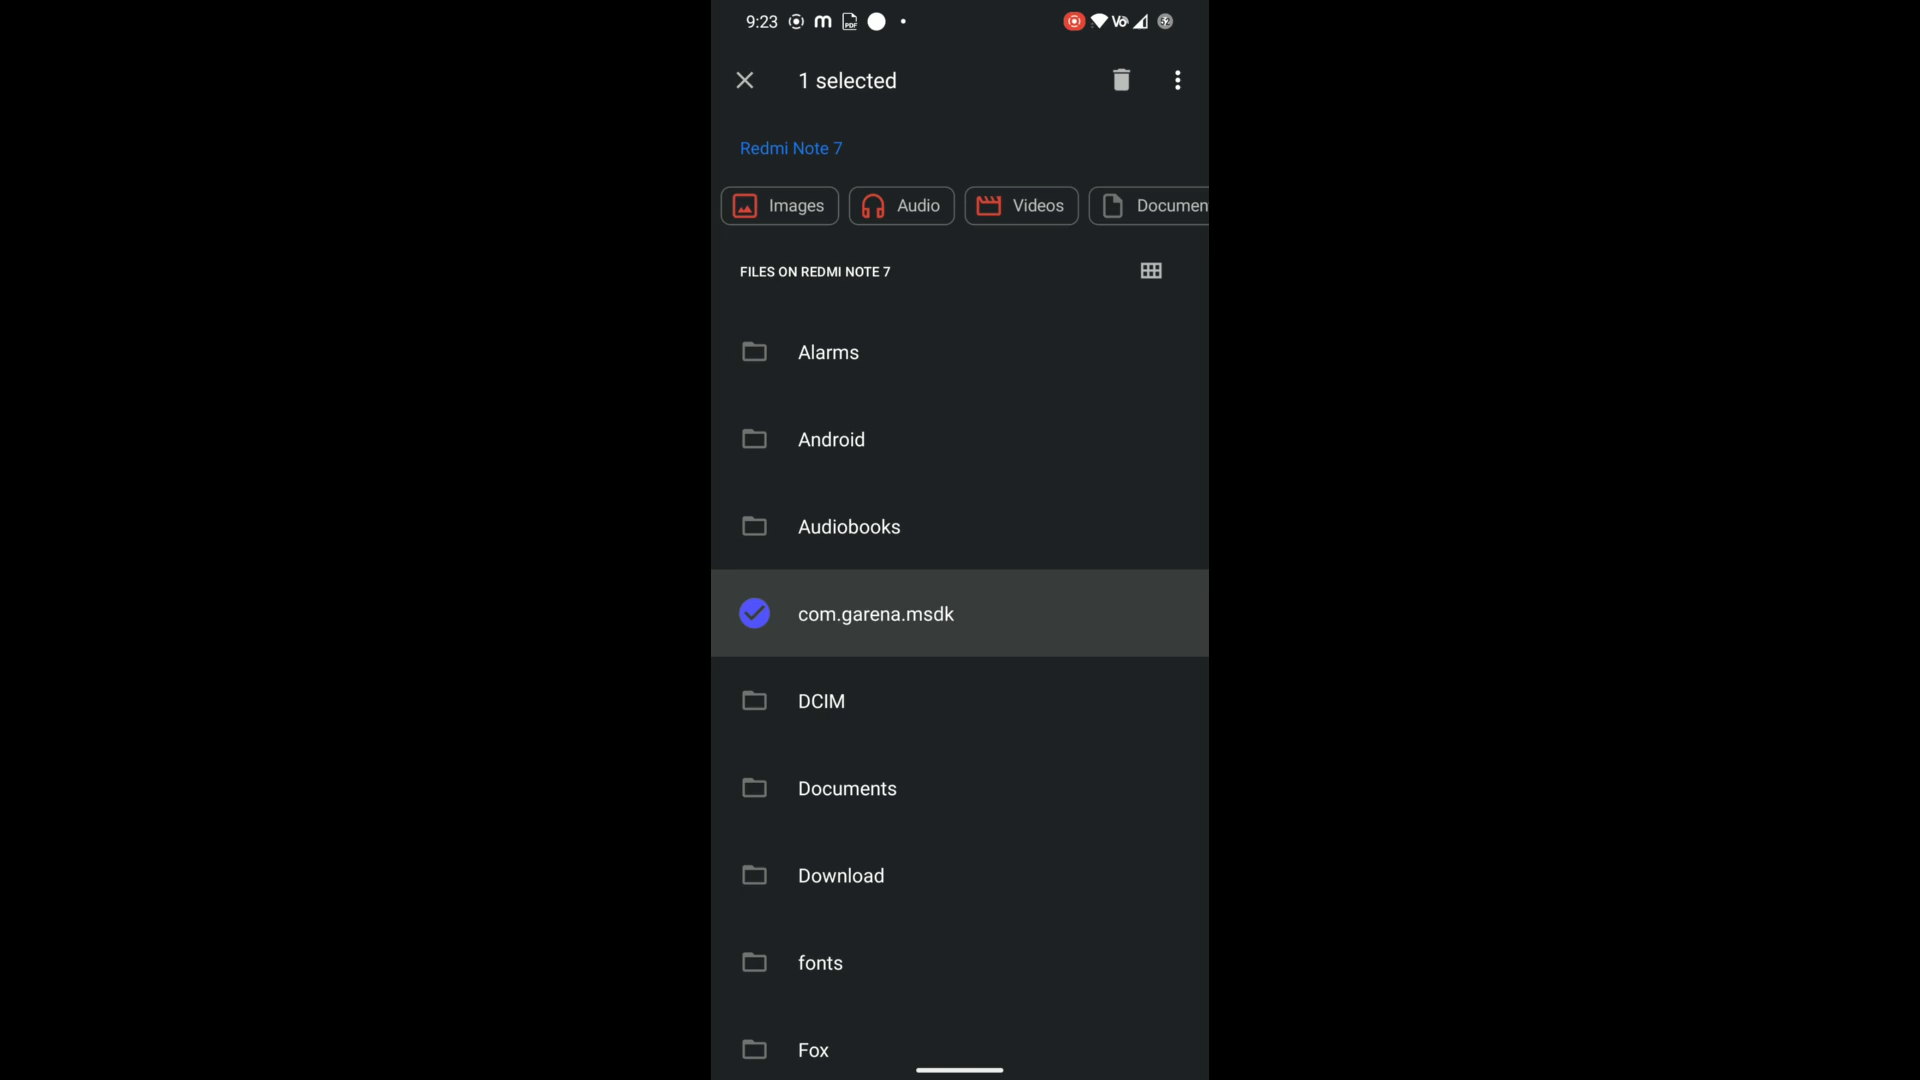 9:23
1 selected
Redmi Note 7
Images
Audio
Videos
Documen
FILES ON REDMI NOTE 7
Alarms
Android
Audiobooks
com.garena.msdk
DCIM
Documents
Download
fonts
Fox